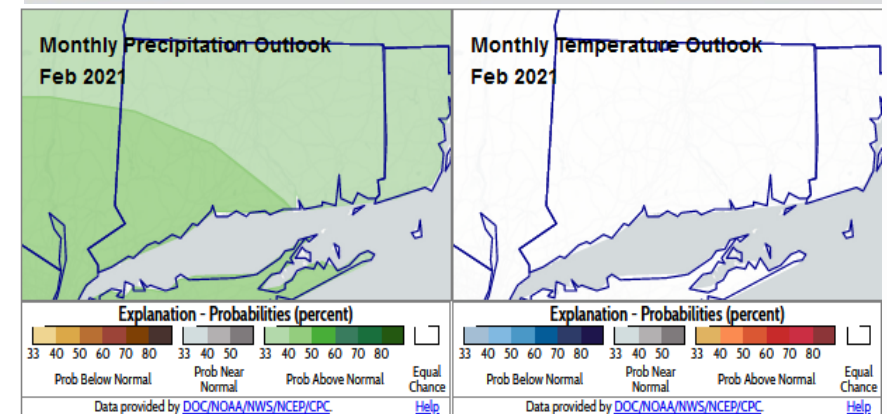 Monthly Precipitation Outlook
Feb 2021
Monthly Temperature Outlook
Feb 2021
Explanation - Probabilities (percent)
33 40 50 60 70 80
33 40 50
33 40 50 60 70 80
Prob Below Normal
Prob Near
Normal
Prob Above Normal
Equal
Chance
Data provided by DOC/NOAA/NWS/NCEP/CPC.
Help
Explanation - Probabilities (percent)
33 40 50 60 70 80
33 40 50
33 40 50 60 70 80
Prob Below Normal
Prob Near
Normal
Prob Above Normal
Equal
Chance
Data provided by DOC/NOAA/NWS/NCEP/CPC.
Help